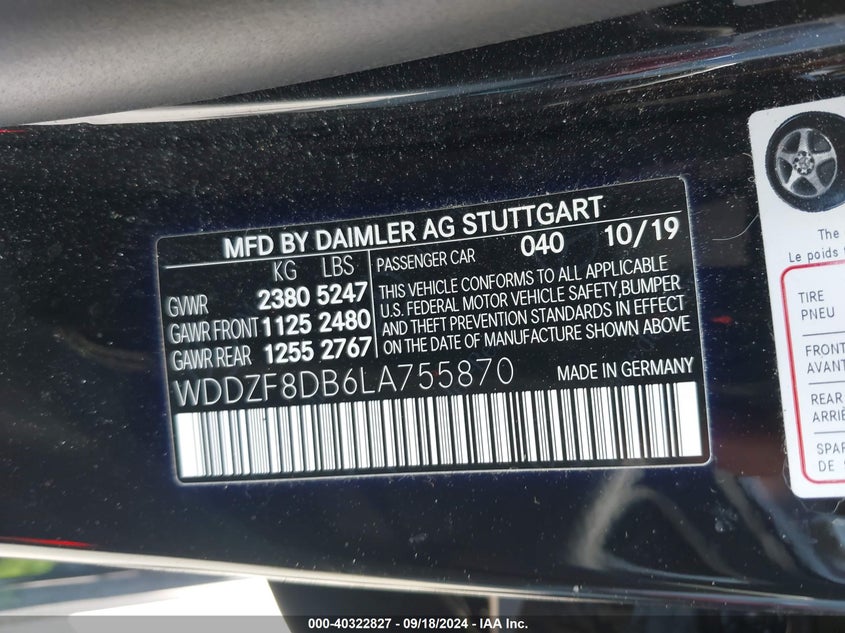 MFD BY DAIMLER AG STUTTGART
KG LBS
GVWR 2380 5247
GAWR FRONT 1125 2480
GAWR REAR 1255 2767
PASSENGER CAR 040 10/19
THIS VEHICLE CONFORMS TO ALL APPLICABLE
U.S. FEDERAL MOTOR VEHICLE SAFETY,BUMPER
AND THEFT PREVENTION STANDARDS IN EFFECT
ON THE DATE OF MANUFACTURE SHOWN ABOVE
WDDZF8DB6LA755870
MADE IN GERMANY
The
Le poids
TIRE
PNEU
FRONT
AVANT
REAR
ARRIÈ
SPAR
DE
000-40322827 - 09/18/2024 - IAA Inc.